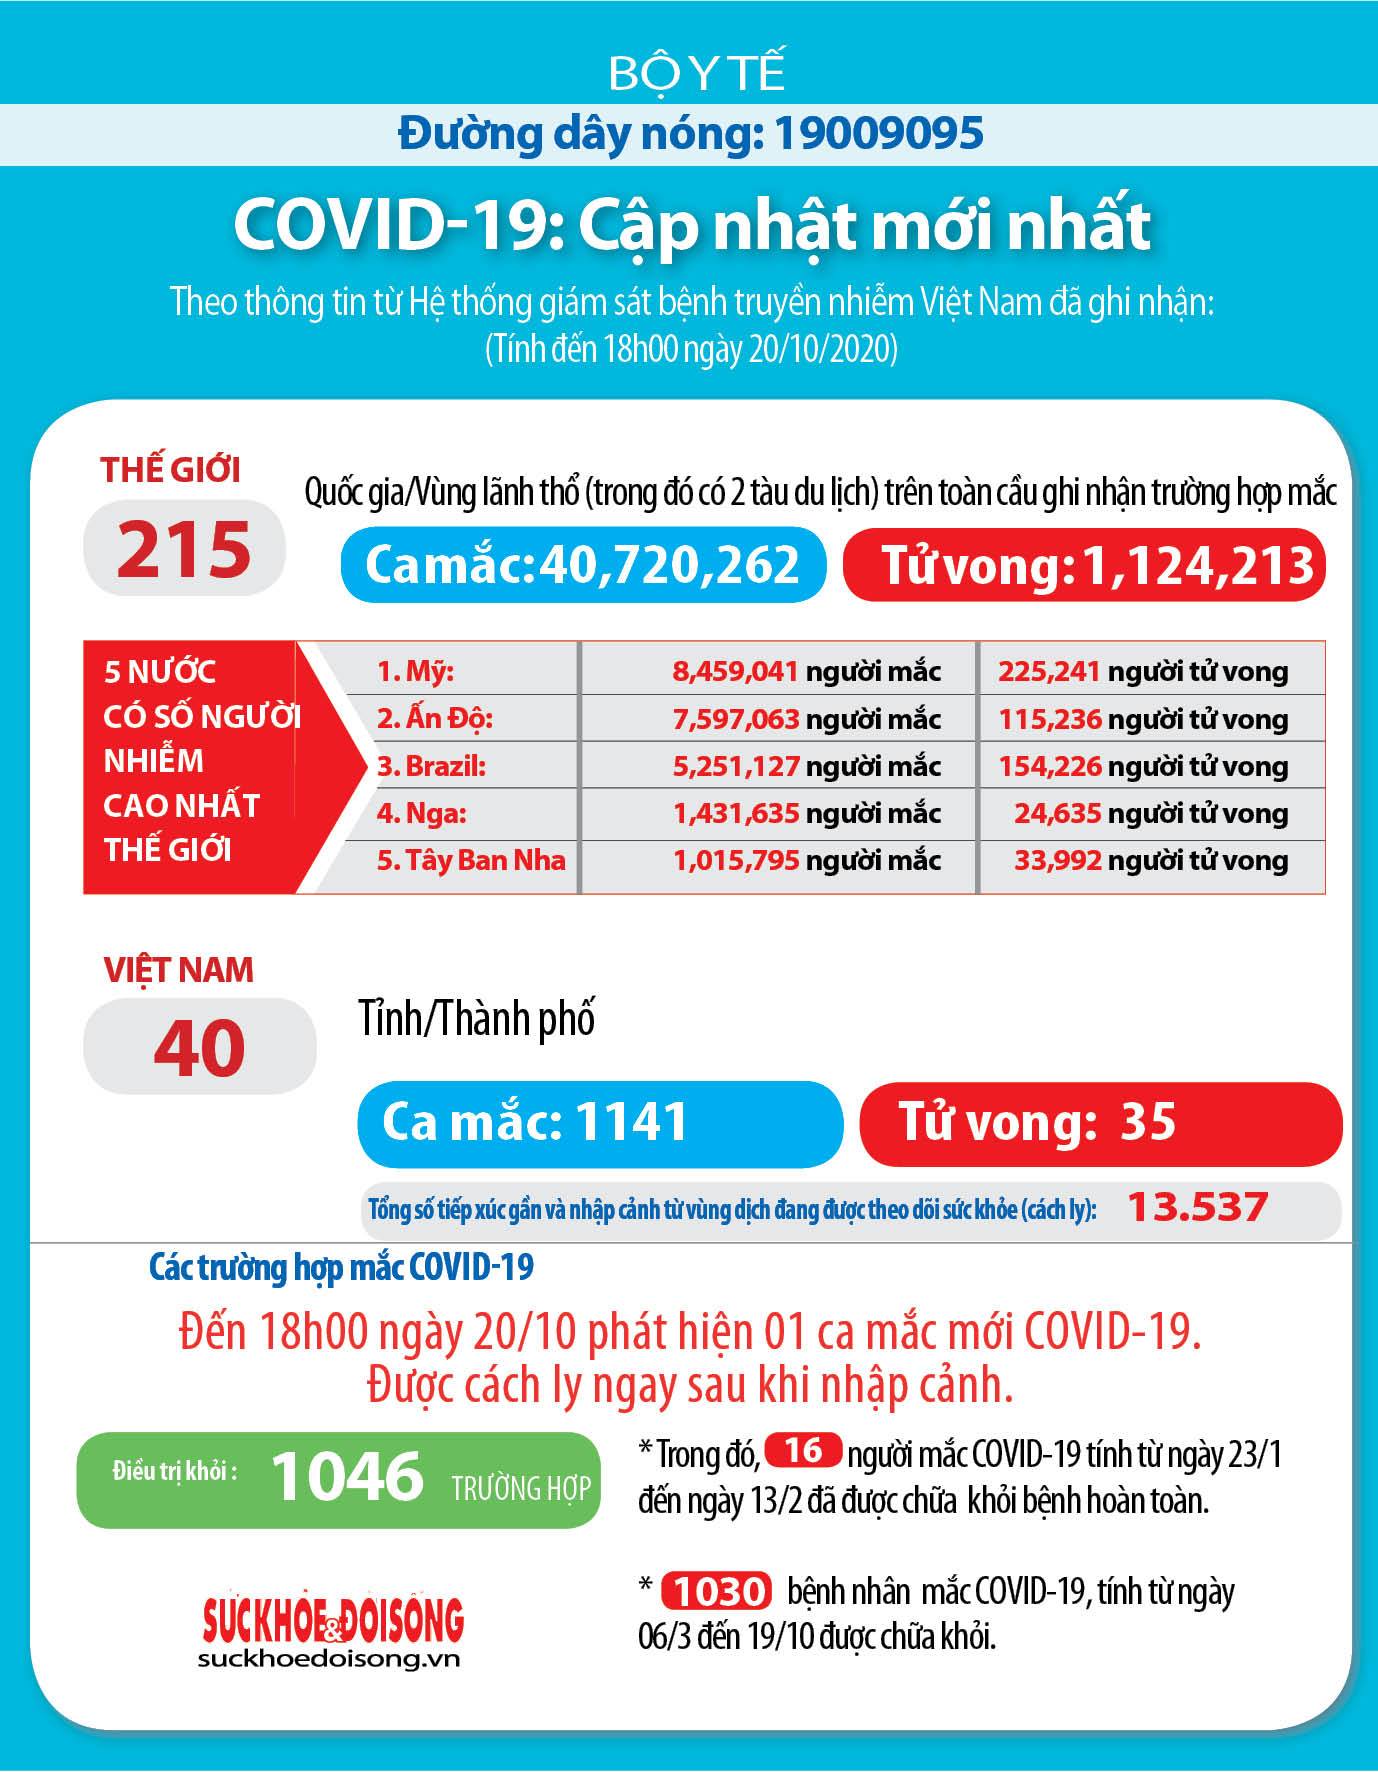 BỘ Y TẾ
Đường dây nóng: 19009095
COVID-19: Cập nhật mới nhất
Theo thông tin từ Hệ thống giám sát bệnh truyền nhiễm Việt Nam đã ghi nhận:
(Tính đến 18h00 ngày 20/10/2020)
THẾ GIỚI
215
Quốc gia/Vùng lãnh thổ (trong đó có 2 tàu du lịch) trên toàn cầu ghi nhận trường hợp mắc
Ca mắc: 40,720,262
Tử vong: 1,124,213
5 NƯỚC
CÓ SỐ NGƯỜI
NHIỄM
CAO NHẤT
THẾ GIỚI
1. Mỹ: 8,459,041 người mắc 225,241 người tử vong
2. Ấn Độ: 7,597,063 người mắc 115,236 người tử vong
3. Brazil: 5,251,127 người mắc 154,226 người tử vong
4. Nga: 1,431,635 người mắc 24,635 người tử vong
5. Tây Ban Nha 1,015,795 người mắc 33,992 người tử vong
VIỆT NAM
40
Tỉnh/Thành phố
Ca mắc: 1141
Tử vong: 35
Tổng số tiếp xúc gần và nhập cảnh từ vùng dịch đang được theo dõi sức khỏe (cách ly): 13.537
Các trường hợp mắc COVID-19
Đến 18h00 ngày 20/10 phát hiện 01 ca mắc mới COVID-19.
Được cách ly ngay sau khi nhập cảnh.
Điều trị khỏi : 1046 TRƯỜNG HỢP
* Trong đó, 16 người mắc COVID-19 tính từ ngày 23/1
đến ngày 13/2 đã được chữa khỏi bệnh hoàn toàn.
* 1030 bệnh nhân mắc COVID-19, tính từ ngày
06/3 đến 19/10 được chữa khỏi.
SỨC KHỎE & ĐỜI SỐNG
suckhoedoisong.vn